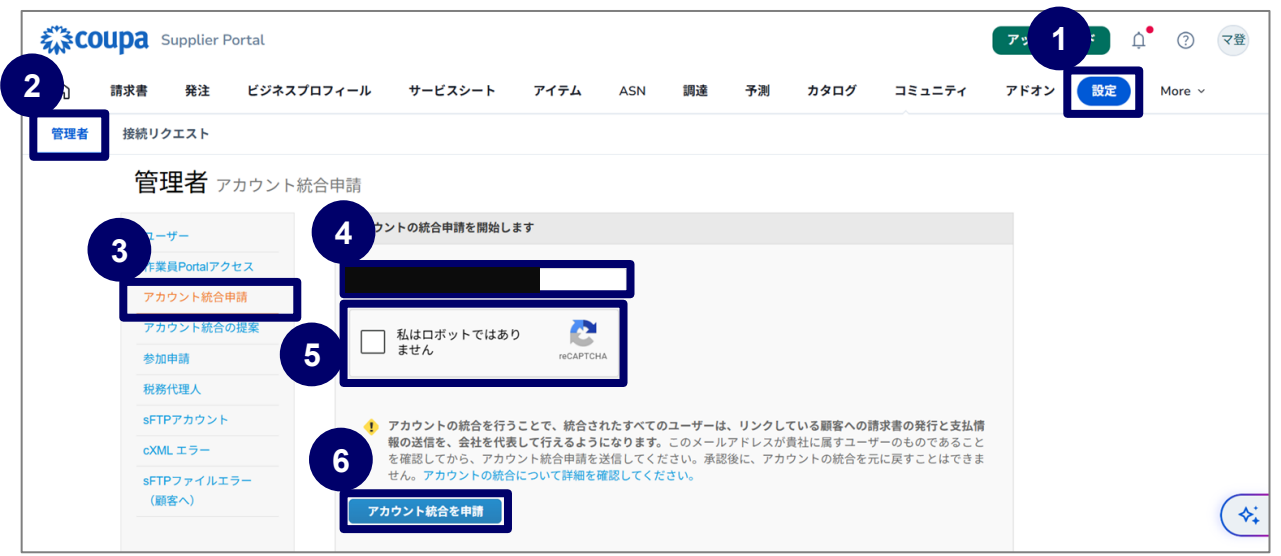 coupa Supplier Portal
1
マ登
2
請求書 発注 ビジネスプロフィール サービスシート アイテム ASN 調達 予測 カタログ コミュニティ アドオン 設定 More
管理者 接続リクエスト
管理者 アカウント統合申請
3
ーザー
業員Portalアクセス
アカウント統合申請
アカウント統合の提案
参加申請
税務代理人
sFTPアカウント
cXML エラー
sFTPファイルエラー
（顧客へ）
4
ウントの統合申請を開始します
5
私はロボットではあり
ません
reCAPTCHA
アカウントの統合を行うことで、統合されたすべてのユーザーは、リンクしている顧客への請求書の発行と支払情
報の送信を、会社を代表して行えるようになります。このメールアドレスが貴社に属すユーザーのものであること
を確認してから、アカウント統合申請を送信してください。承認後に、アカウントの統合を元に戻すことはできま
せん。アカウントの統合について詳細を確認してください。
6
アカウント統合を申請